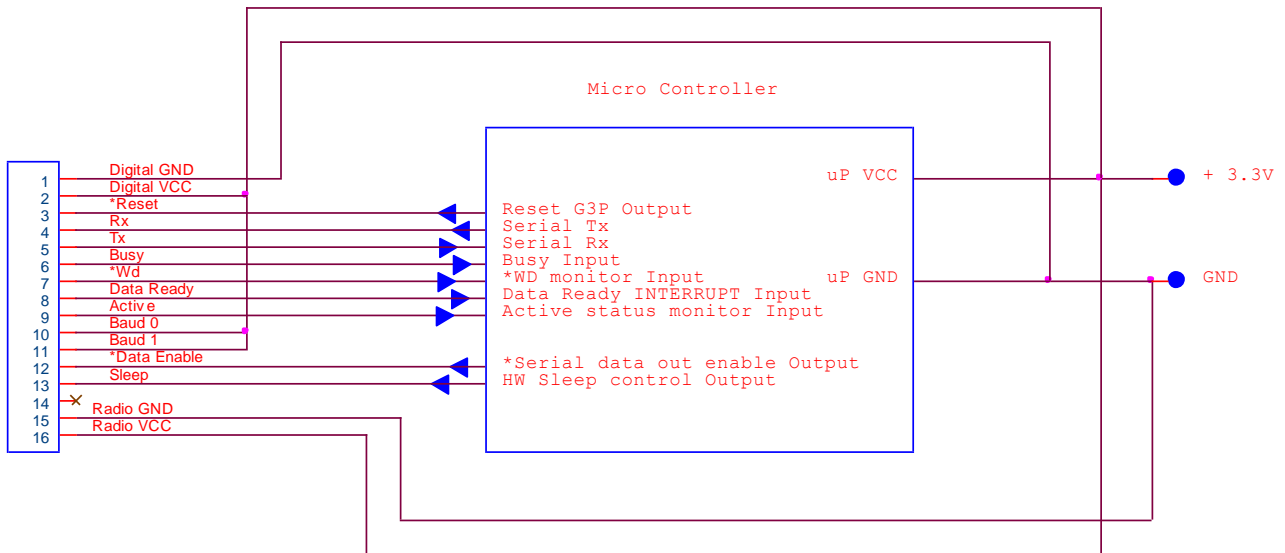 Micro Controller
Digital GND
1
Digital VCC
2
*Reset
3
Rx
4
Tx
5
Busy
6
*Wd
7
Data Ready
8
Active
9
Baud 0
10
Baud 1
11
*Data Enable
12
Sleep
13
14
Radio GND
15
Radio VCC
16
Reset G3P Output
Serial Tx
Serial Rx
Busy Input
*WD monitor Input
Data Ready INTERRUPT Input
Active status monitor Input
*Serial data out enable Output
HW Sleep control Output
uP VCC
uP GND
+ 3.3V
GND